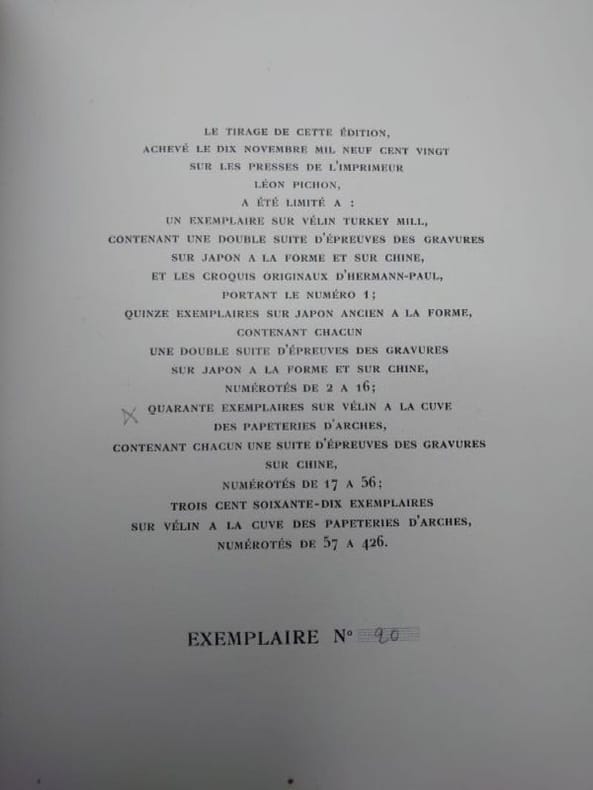 LE TIRAGE DE CETTE ÉDITION,
ACHEVÉ LE DIX NOVEMBRE MIL NEUF CENT VINGT
SUR LES PRESSES DE L'IMPRIMEUR
LÉON PICHON,
A ÉTÉ LIMITÉ A :
UN EXEMPLAIRE SUR VÉLIN TURKEY MILL,
CONTENANT UNE DOUBLE SUITE D'ÉPREUVES DES GRAVURES
SUR JAPON A LA FORME ET SUR CHINE,
ET LES CROQUIS ORIGINAUX D'HERMANN-PAUL,
PORTANT LE NUMÉRO 1;
QUINZE EXEMPLAIRES SUR JAPON ANCIEN A LA FORME,
CONTENANT CHACUN
UNE DOUBLE SUITE D'ÉPREUVES DES GRAVURES
SUR JAPON A LA FORME ET SUR CHINE,
NUMÉROTÉS DE 2 A 16;
QUARANTE EXEMPLAIRES SUR VÉLIN A LA CUVE
DES PAPETERIES D'ARCHES,
CONTENANT CHACUN UNE SUITE D'ÉPREUVES DES GRAVURES
SUR CHINE,
NUMÉROTÉS DE 17 A 56;
TROIS CENT SOIXANTE-DIX EXEMPLAIRES
SUR VÉLIN A LA CUVE DES PAPETERIES D'ARCHES,
NUMÉROTÉS DE 57 A 426.
EXEMPLAIRE Nº 20